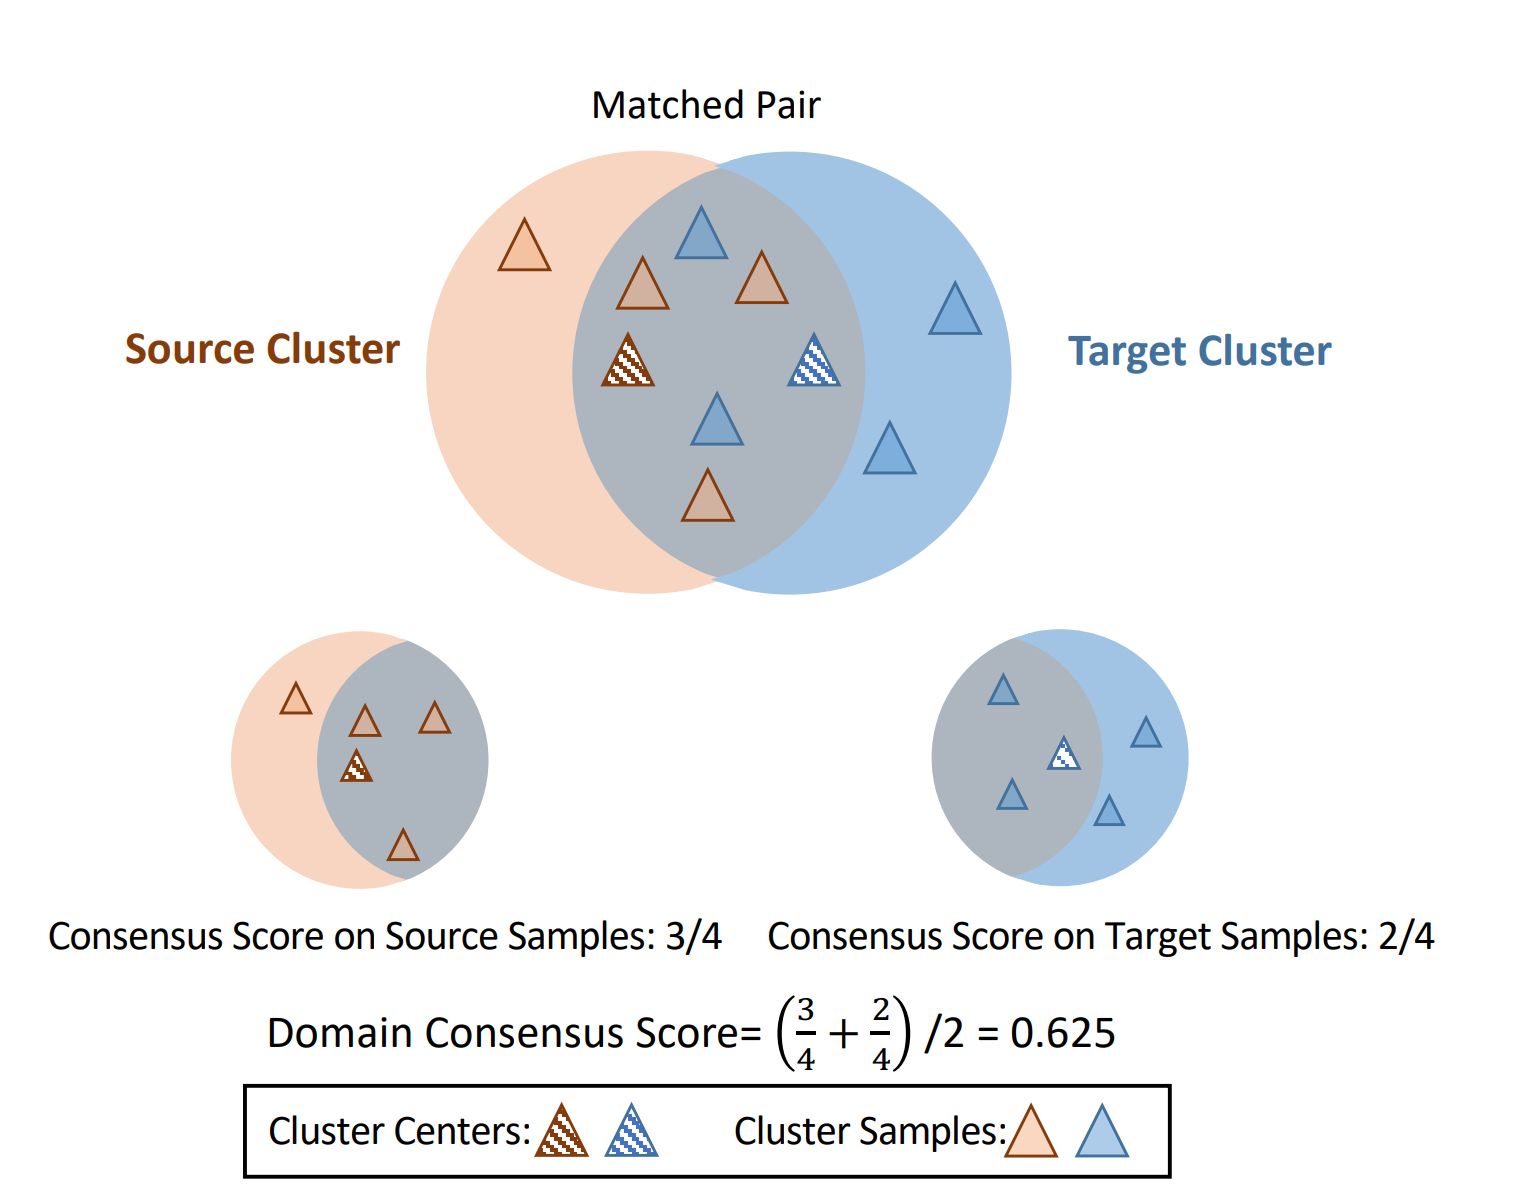 Matched Pair
Source Cluster
Target Cluster
Consensus Score on Source Samples: 3/4
Consensus Score on Target Samples: 2/4
Domain Consensus Score= (3/4 + 2/4) /2 = 0.625
Cluster Centers:
Cluster Samples: